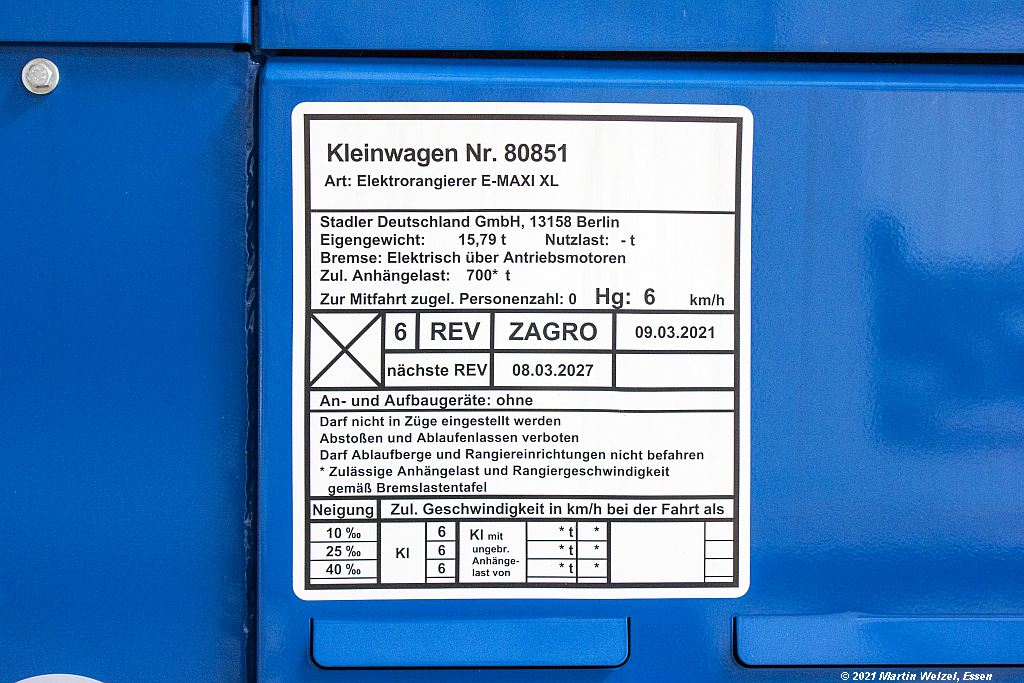 Kleinwagen Nr. 80851
Art: Elektrorangierer E-MAXI XL
Stadler Deutschland GmbH, 13158 Berlin
Eigengewicht: 15,79 t Nutzlast: - t
Bremse: Elektrisch über Antriebsmotoren
Zul. Anhängelast: 700* t
Zur Mitfahrt zugel. Personenzahl: 0 Hg: 6 km/h
6 REV ZAGRO 09.03.2021
nächste REV 08.03.2027
An- und Aufbaugeräte: ohne
Darf nicht in Züge eingestellt werden
Abstoßen und Ablaufenlassen verboten
Darf Ablaufberge und Rangiereinrichtungen nicht befahren
* Zulässige Anhängelast und Rangiergeschwindigkeit
gemäß Bremslastentafel
Neigung Zul. Geschwindigkeit in km/h bei der Fahrt als
10 ‰ 6 * t *
25 ‰ 6 * t *
40 ‰ 6 * t *
Kl
Kl mit
ungebr.
Anhänge-
last von
© 2021 Martin Welzel, Essen